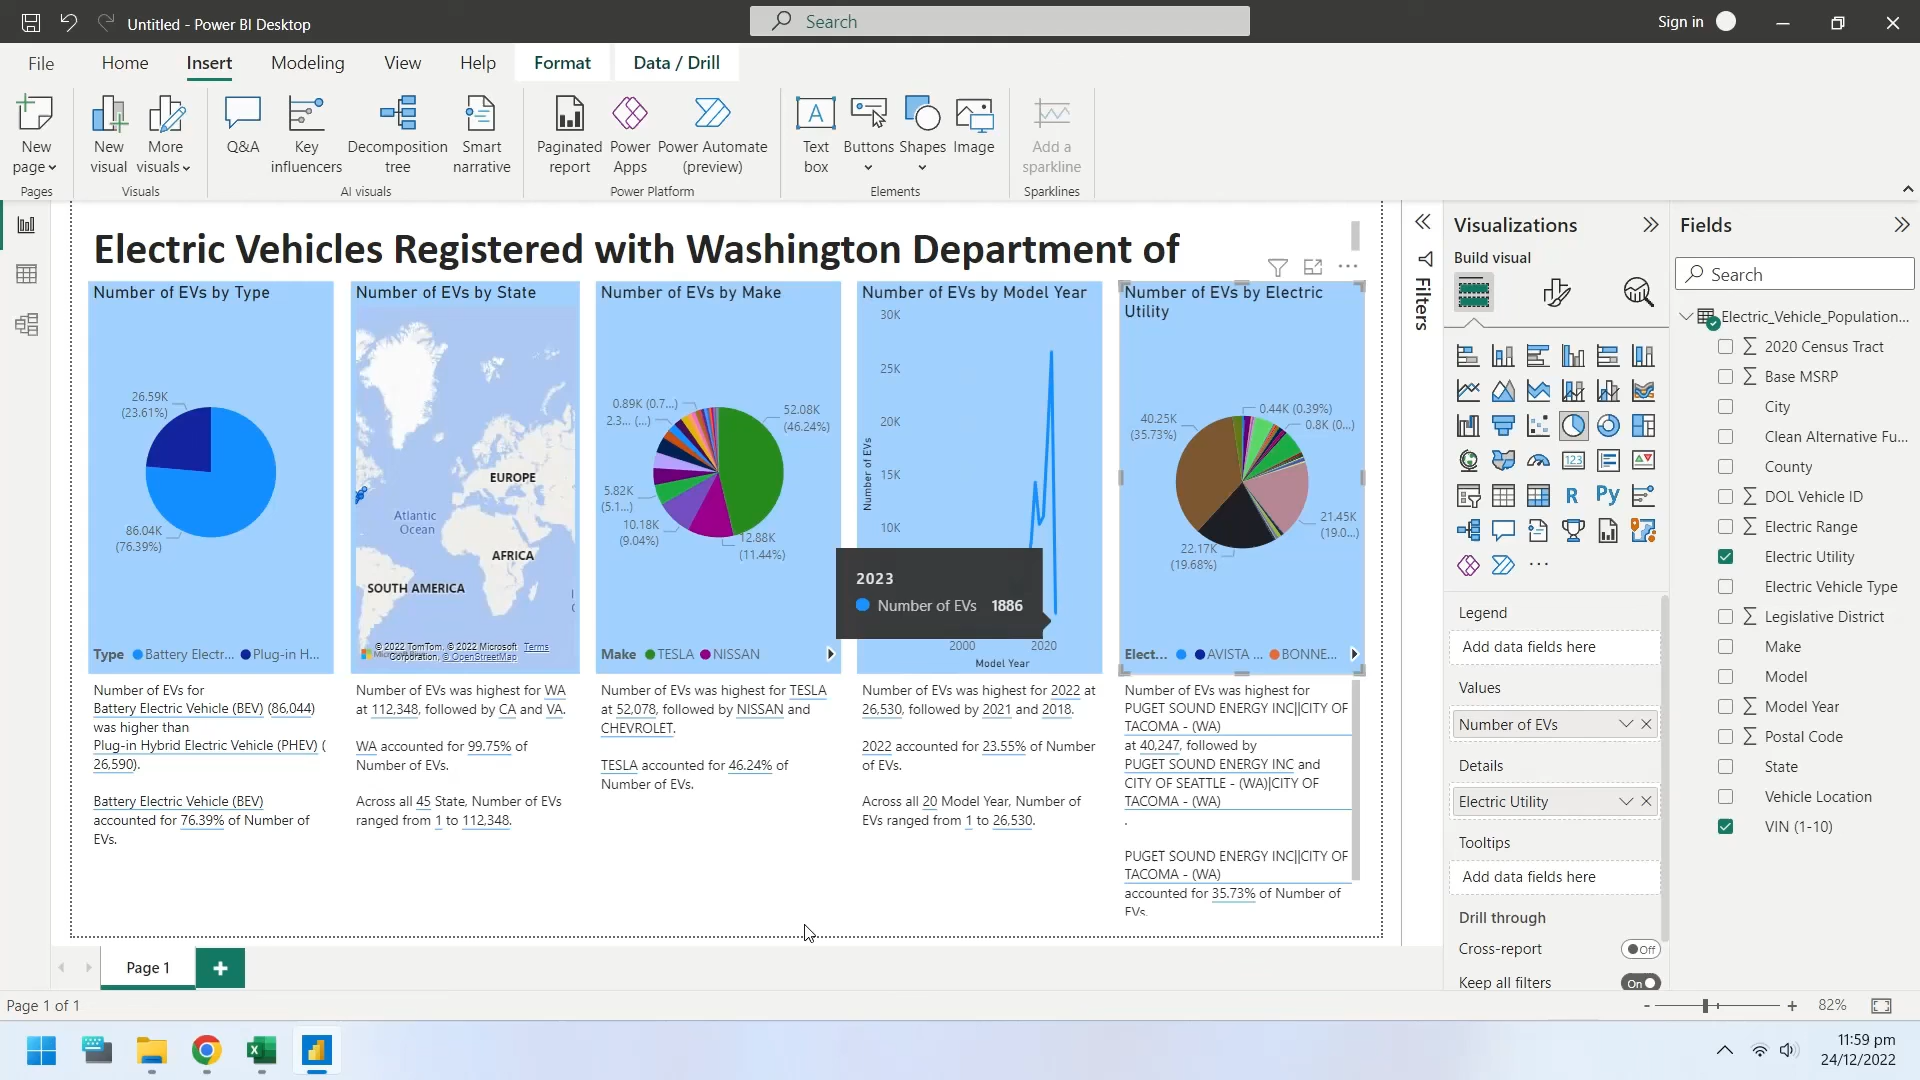 Untitled - Power BI Desktop
Search
Sign in
File
Home
Insert
Modeling
View
Help
Format
Data / Drill
New page
New visual
More visuals
Q&A
Key influencers
Decomposition tree
Smart narrative
Paginated report
Power Apps
Power Automate (preview)
Text box
Buttons
Shapes
Image
Add a sparkline
Pages
Visuals
AI visuals
Power Platform
Elements
Sparklines
Electric Vehicles Registered with Washington Department of
Number of EVs by Type
26.59K
(23.61%)
86.04K
(76.39%)
Type Battery Electr... Plug-in H...
Number of EVs for
Battery Electric Vehicle (BEV) (86,044)
was higher than
Plug-in Hybrid Electric Vehicle (PHEV) (
26,590).
Battery Electric Vehicle (BEV)
accounted for 76.39% of Number of
EVs.
Number of EVs by State
EUROPE
Atlantic
Ocean
AFRICA
SOUTH AMERICA
© 2022 TomTom, © 2022 Microsoft Terms
Corporation, © OpenStreetMap
Number of EVs was highest for WA
at 112,348, followed by CA and VA.
WA accounted for 99.75% of
Number of EVs.
Across all 45 State, Number of EVs
ranged from 1 to 112,348.
Number of EVs by Make
0.89K (0.7...)
2.3... (...)
52.08K
(46.24%)
5.82K
(5.1...)
10.18K
(9.04%)
12.88K
(11.44%)
Make TESLA NISSAN
Number of EVs was highest for TESLA
at 52,078, followed by NISSAN and
CHEVROLET.
TESLA accounted for 46.24% of
Number of EVs.
Number of EVs by Model Year
30K
25K
20K
15K
10K
Number of EVs
2023
Number of EVs 1886
2000
2020
Model Year
Number of EVs was highest for 2022 at
26,530, followed by 2021 and 2018.
2022 accounted for 23.55% of Number
of EVs.
Across all 20 Model Year, Number of
EVs ranged from 1 to 26,530.
Number of EVs by Electric
Utility
40.25K
(35.73%)
0.44K (0.39%)
0.8K (0...)
21.45K
(19.0...)
22.17K
(19.68%)
Elect... AVISTA ... BONNE...
Number of EVs was highest for
PUGET SOUND ENERGY INC||CITY OF
TACOMA - (WA)
at 40,247, followed by
PUGET SOUND ENERGY INC and
CITY OF SEATTLE - (WA)|CITY OF
TACOMA - (WA)
.
PUGET SOUND ENERGY INC||CITY OF
TACOMA - (WA)
accounted for 35.73% of Number of
EVs.
Filters
Visualizations
Build visual
R
Py
123
...
Legend
Add data fields here
Values
Number of EVs
Details
Electric Utility
Tooltips
Add data fields here
Drill through
Cross-report
Off
Keep all filters
On
Fields
Search
Electric_Vehicle_Population...
2020 Census Tract
Base MSRP
City
Clean Alternative Fu...
County
DOL Vehicle ID
Electric Range
Electric Utility
Electric Vehicle Type
Legislative District
Make
Model
Model Year
Postal Code
State
Vehicle Location
VIN (1-10)
Page 1
Page 1 of 1
82%
11:59 pm
24/12/2022